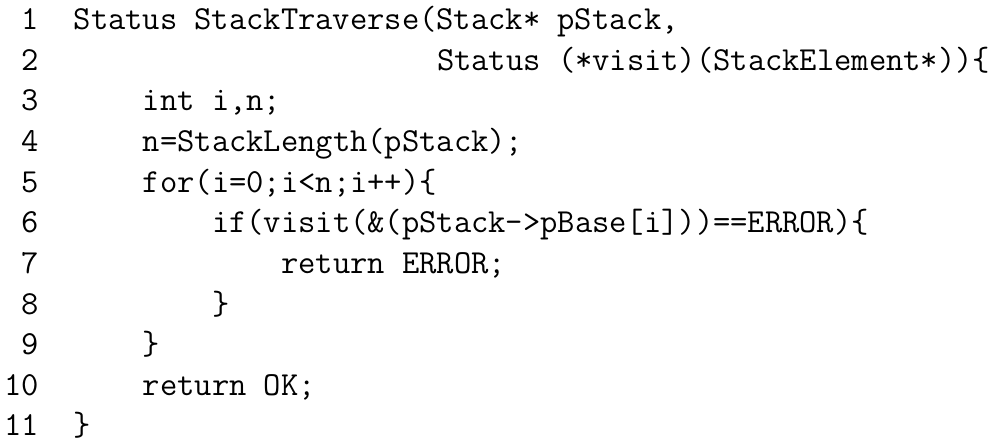 1 Status StackTraverse(Stack* pStack,
2 Status (*visit)(StackElement*)){
3 int i,n;
4 n=StackLength(pStack);
5 for(i=0;i<n;i++){
6 if(visit(&(pStack->pBase[i]))==ERROR){
7 return ERROR;
8 }
9 }
10 return OK;
11 }